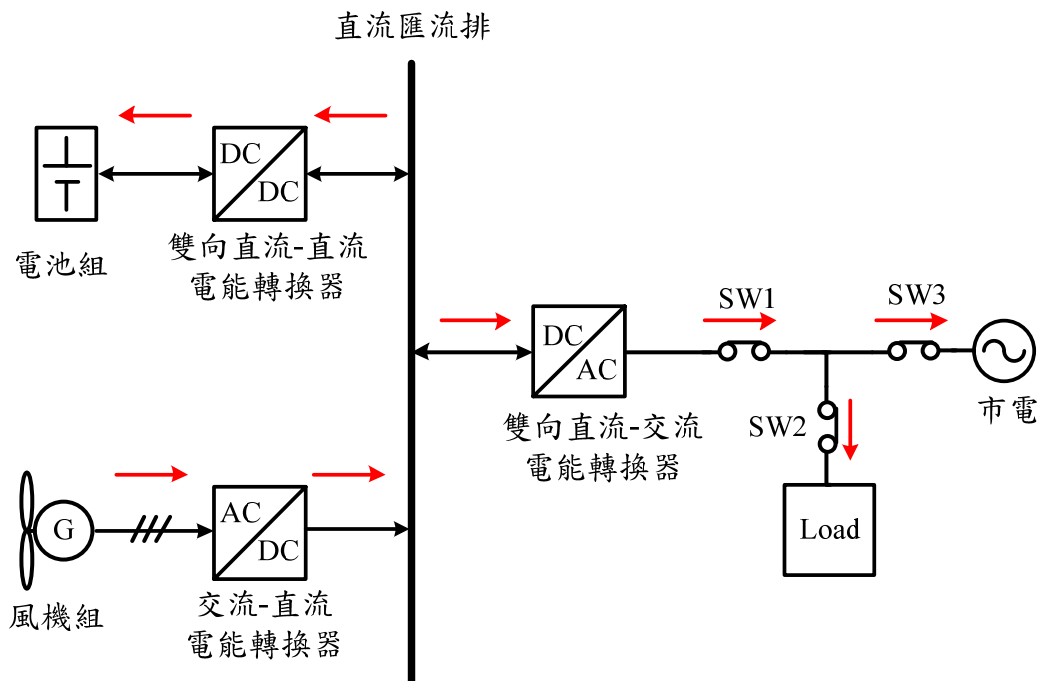 直流匯流排
DC
DC
電池組
雙向直流-直流
電能轉換器
SW1
SW3
DC
AC
市電
雙向直流-交流
電能轉換器
SW2
Load
G
AC
DC
風機組
交流-直流
電能轉換器